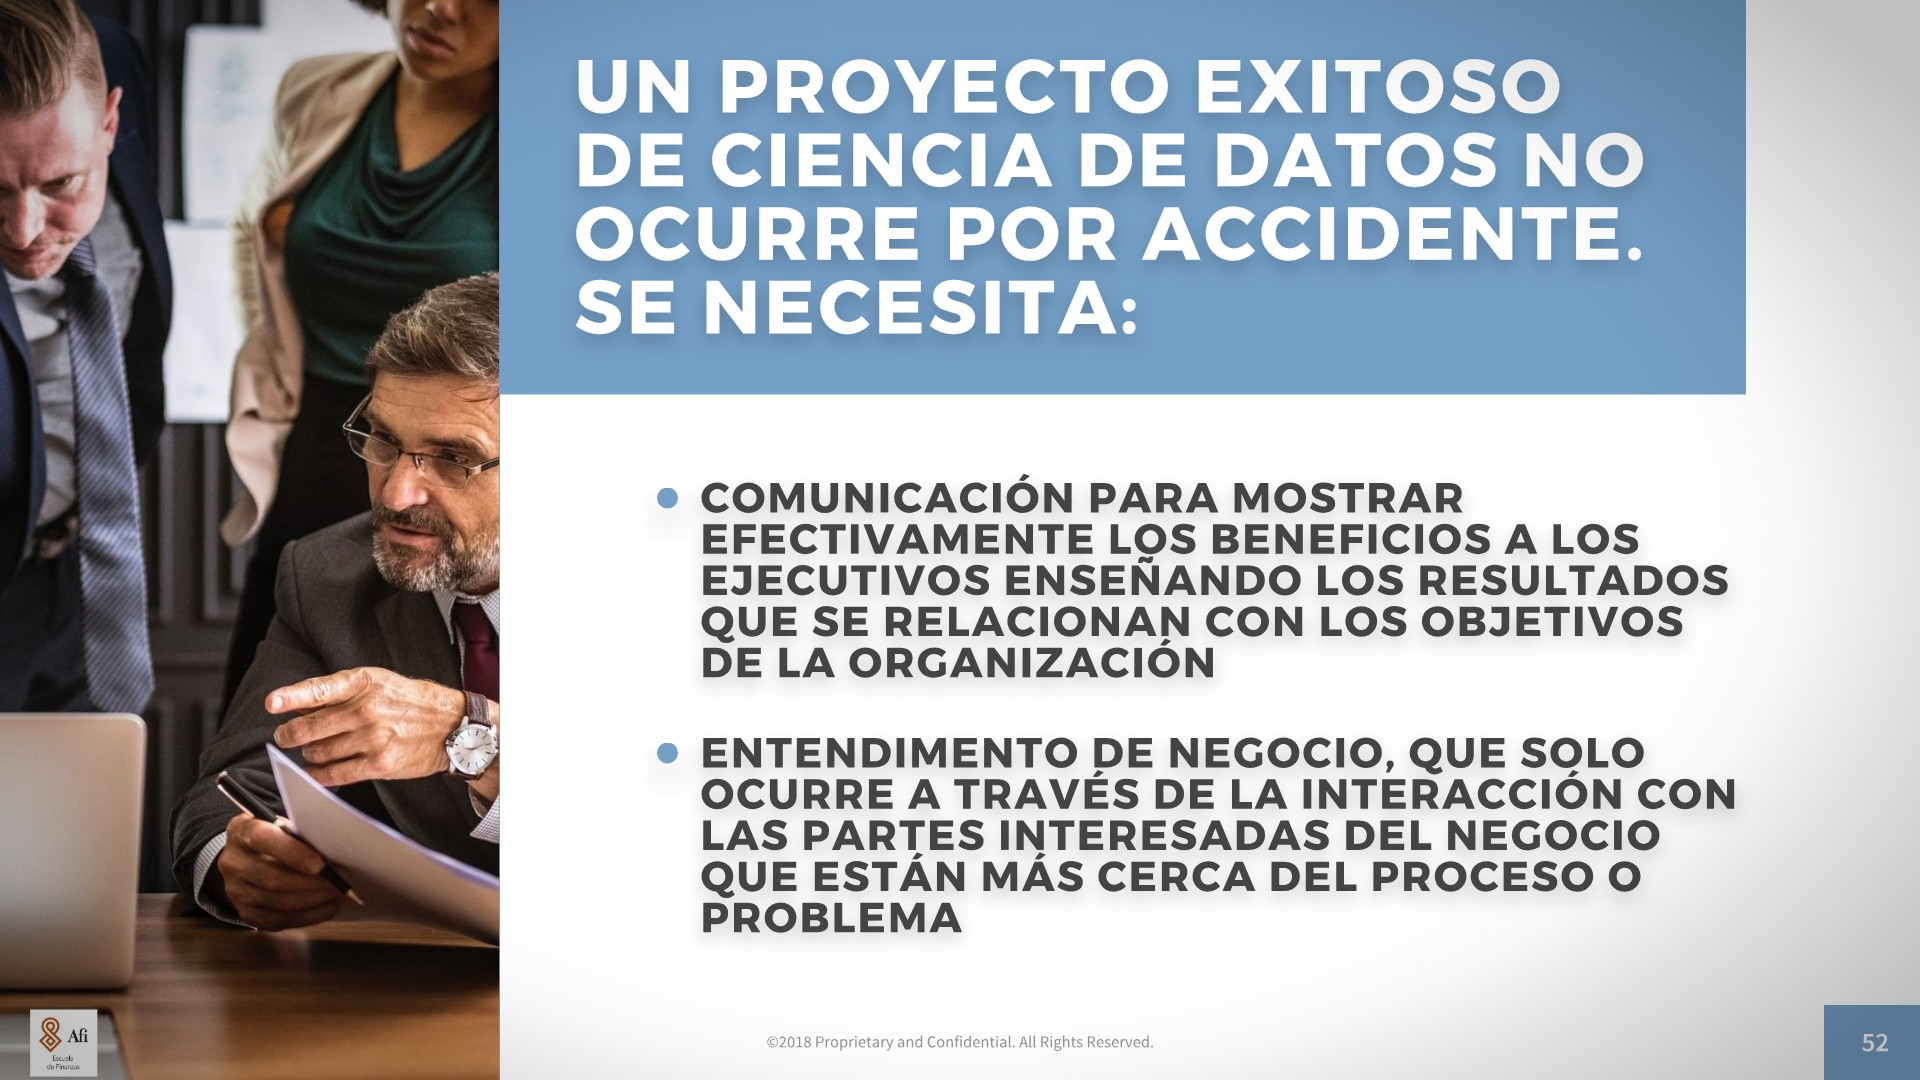 UN PROYECTO EXITOSO
DE CIENCIA DE DATOS NO
OCURRE POR ACCIDENTE.
SE NECESITA:
COMUNICACIÓN PARA MOSTRAR
EFECTIVAMENTE LOS BENEFICIOS A LOS
EJECUTIVOS ENSEÑANDO LOS RESULTADOS
QUE SE RELACIONAN CON LOS OBJETIVOS
DE LA ORGANIZACIÓN
ENTENDIMENTO DE NEGOCIO, QUE SOLO
OCURRE A TRAVÉS DE LA INTERACCIÓN CON
LAS PARTES INTERESADAS DEL NEGOCIO
QUE ESTÁN MÁS CERCA DEL PROCESO O
PROBLEMA
Afi
Escuela
de Finanzas
©2018 Proprietary and Confidential. All Rights Reserved.
52